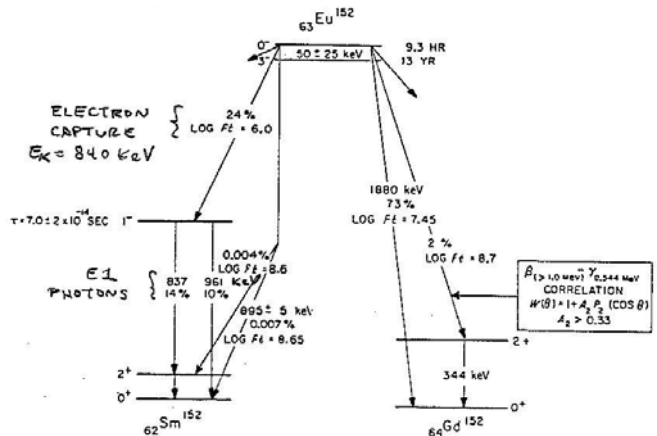 63Eu152
0-
3-
50 ± 25 keV
9.3 HR
13 YR
ELECTRON
CAPTURE
EK = 840 KeV
24%
LOG Ft = 6.0
1880 keV
73%
LOG Ft = 7.45
τ = 7.0 ± 2 x 10-14 SEC 1-
2 %
LOG Ft = 8.7
0.004%
LOG Ft = 8.6
E1
PHOTONS
837
14%
961 KeV
10%
β(> 1.0 MeV)- γ0.344 MeV
CORRELATION
W(θ) = 1 + A2 P2 (COS θ)
A2 > 0.33
895 ± 5 keV
0.007%
LOG Ft = 8.65
2+
2+
344 keV
0+
0+
62Sm152
64Gd152